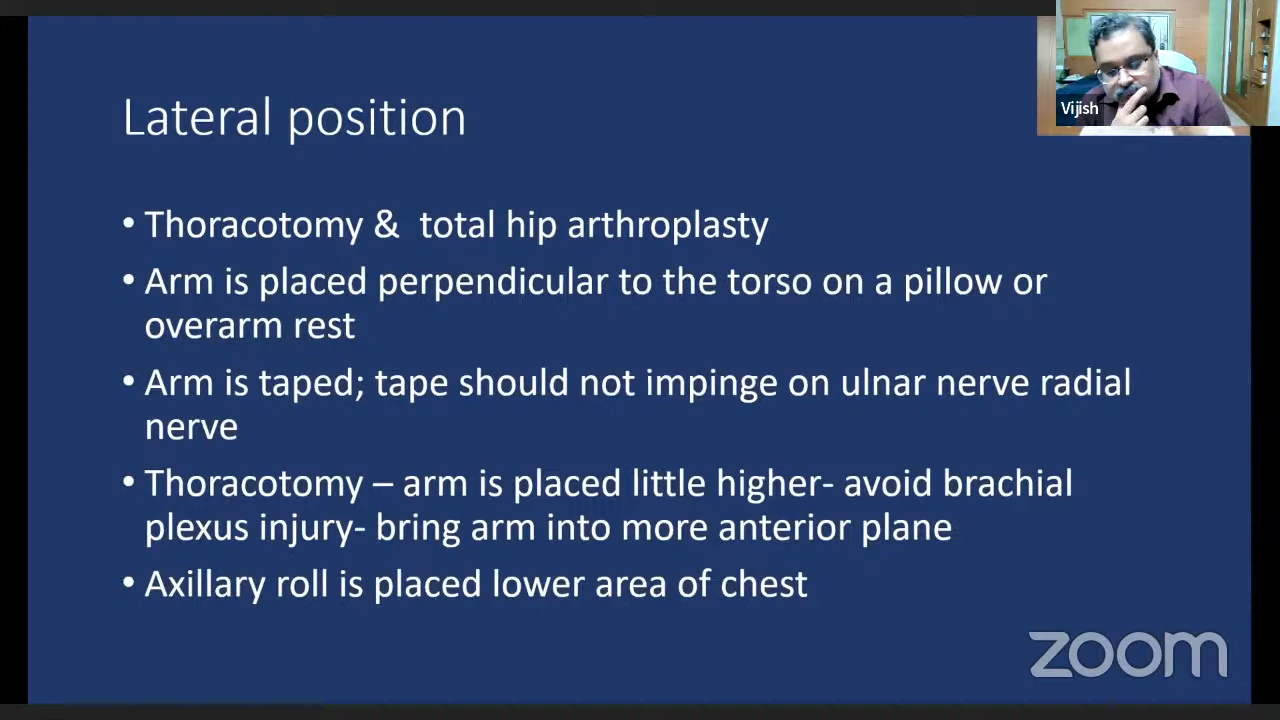 Lateral position
Vijish
• Thoracotomy & total hip arthroplasty
• Arm is placed perpendicular to the torso on a pillow or
overarm rest
• Arm is taped; tape should not impinge on ulnar nerve radial
nerve
• Thoracotomy – arm is placed little higher- avoid brachial
plexus injury- bring arm into more anterior plane
• Axillary roll is placed lower area of chest
zoom